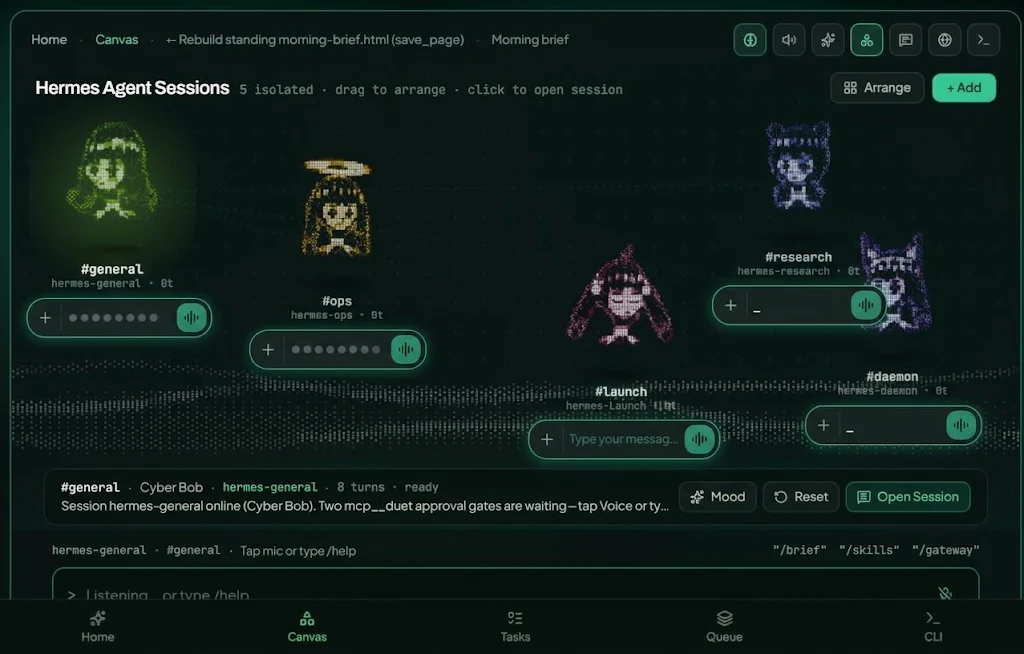 Home · Canvas · ← Rebuild standing morning-brief.html (save_page) · Morning brief
Hermes Agent Sessions 5 isolated · drag to arrange · click to open session
Arrange
+ Add
#general
hermes-general · 0t
#ops
hermes-ops · 0t
#research
hermes-research · 0t
_
#launch
hermes-Launch
Type your messag...
#daemon
hermes-daemon · 0t
_
#general · Cyber Bob · hermes-general · 8 turns · ready
Session hermes-general online (Cyber Bob). Two mcp__duet approval gates are waiting—tap Voice or ty...
Mood
Reset
Open Session
hermes-general · #general · Tap mic or type /help
"/brief" "/skills" "/gateway"
> Listening or type /help
Home
Canvas
Tasks
Queue
CLI